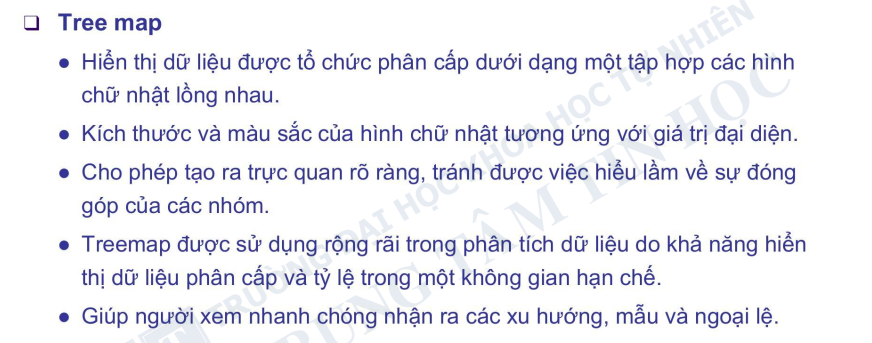 ❑ Tree map
● Hiển thị dữ liệu được tổ chức phân cấp dưới dạng một tập hợp các hình
chữ nhật lồng nhau.
● Kích thước và màu sắc của hình chữ nhật tương ứng với giá trị đại diện.
● Cho phép tạo ra trực quan rõ ràng, tránh được việc hiểu lầm về sự đóng
góp của các nhóm.
● Treemap được sử dụng rộng rãi trong phân tích dữ liệu do khả năng hiển
thị dữ liệu phân cấp và tỷ lệ trong một không gian hạn chế.
● Giúp người xem nhanh chóng nhận ra các xu hướng, mẫu và ngoại lệ.
TRƯỜNG ĐẠI HỌC KHOA HỌC TỰ NHIÊN
TRUNG TÂM TIN HỌC